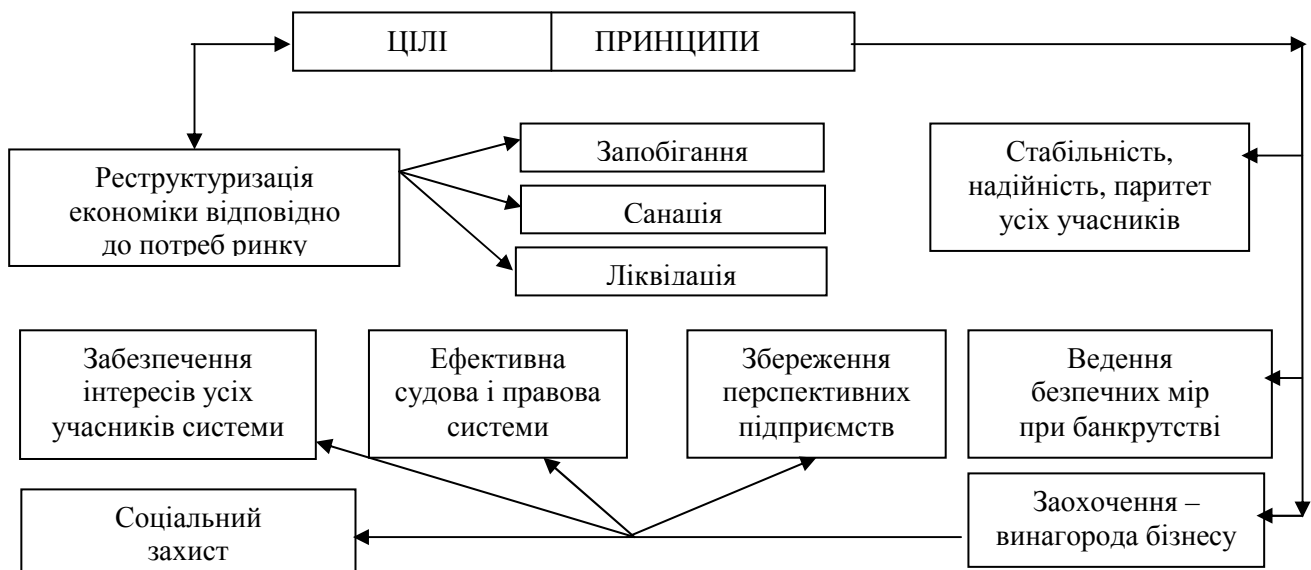 ЦІЛІ
ПРИНЦИПИ
Реструктуризація
економіки відповідно
до потреб ринку
Запобігання
Санація
Ліквідація
Стабільність,
надійність, паритет
усіх учасників
Забезпечення
інтересів усіх
учасників системи
Ефективна
судова і правова
системи
Збереження
перспективних
підприємств
Ведення
безпечних мір
при банкрутстві
Соціальний
захист
Заохочення –
винагорода бізнесу